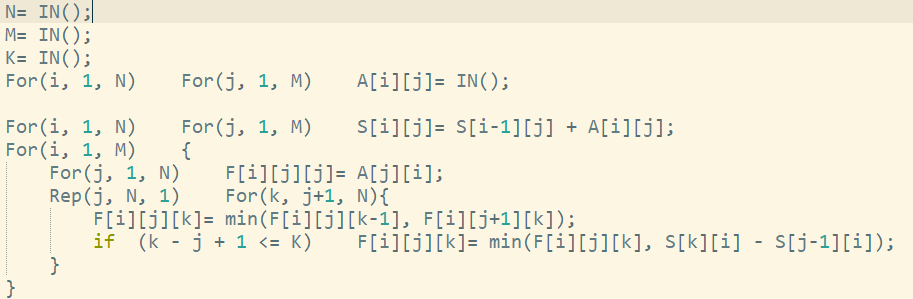 N= IN();
M= IN();
K= IN();
For(i, 1, N)    For(j, 1, M)    A[i][j]= IN();

For(i, 1, N)    For(j, 1, M)    S[i][j]= S[i-1][j] + A[i][j];
For(i, 1, M)    {
    For(j, 1, N)    F[i][j][j]= A[j][i];
    Rep(j, N, 1)    For(k, j+1, N){
        F[i][j][k]= min(F[i][j][k-1], F[i][j+1][k]);
        if  (k - j + 1 <= K)    F[i][j][k]= min(F[i][j][k], S[k][i] - S[j-1][i]);
    }
}